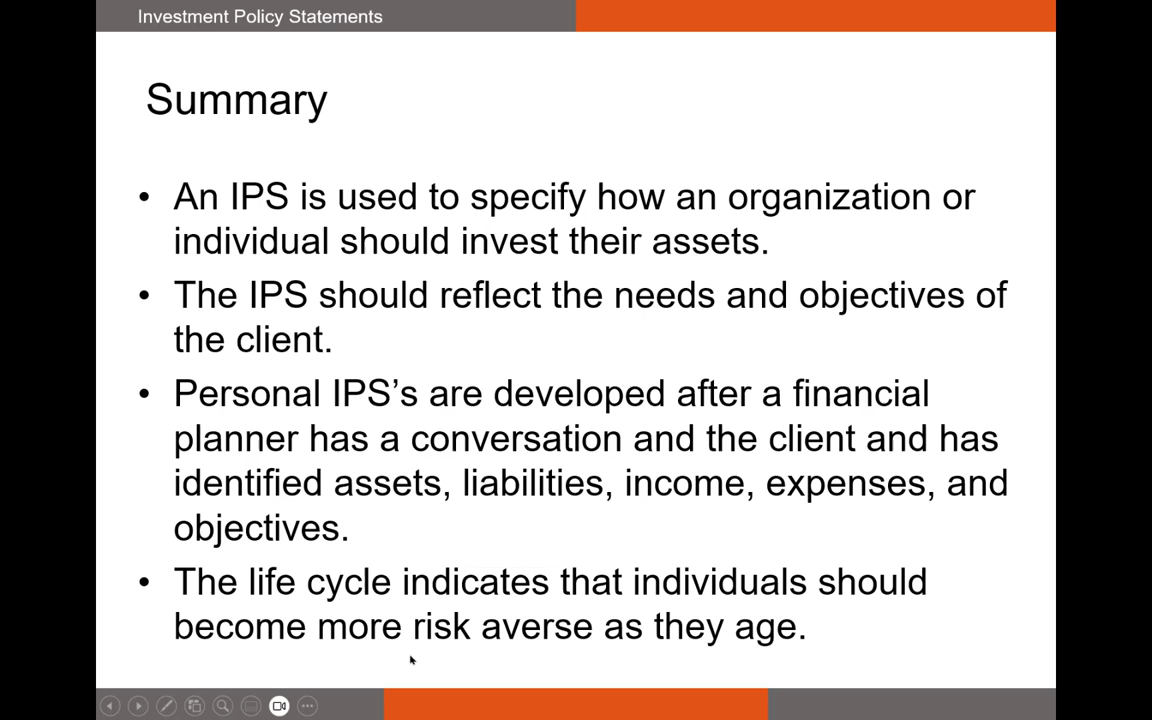 Investment Policy Statements
Summary
• An IPS is used to specify how an organization or
individual should invest their assets.
• The IPS should reflect the needs and objectives of
the client.
• Personal IPS’s are developed after a financial
planner has a conversation and the client and has
identified assets, liabilities, income, expenses, and
objectives.
• The life cycle indicates that individuals should
become more risk averse as they age.